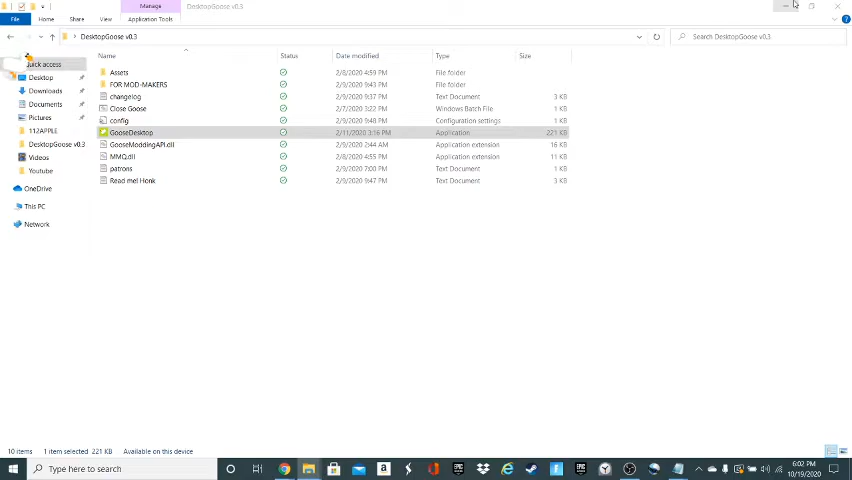 Manage DesktopGoose v0.3
File Home Share View Application Tools
DesktopGoose v0.3 Search DesktopGoose v0.3
Name Status Date modified Type Size
Quick access
Desktop
Downloads
Documents
Pictures
112APPLE
DesktopGoose v0.3
Videos
Youtube
OneDrive
This PC
Network
Assets 2/8/2020 4:59 PM File folder
FOR MOD-MAKERS 2/9/2020 9:43 PM File folder
changelog 2/9/2020 9:37 PM Text Document 3 KB
Close Goose 2/7/2020 3:22 PM Windows Batch File 1 KB
config 2/9/2020 9:48 PM Configuration settings 1 KB
GooseDesktop 2/11/2020 3:16 PM Application 221 KB
GooseModdingAPI.dll 2/9/2020 2:44 AM Application extension 16 KB
MMQ.dll 2/8/2020 4:55 PM Application extension 11 KB
patrons 2/9/2020 7:00 PM Text Document 1 KB
Read me! Honk 2/9/2020 9:47 PM Text Document 3 KB
10 items 1 item selected 221 KB Available on this device
Type here to search
6:02 PM
10/19/2020